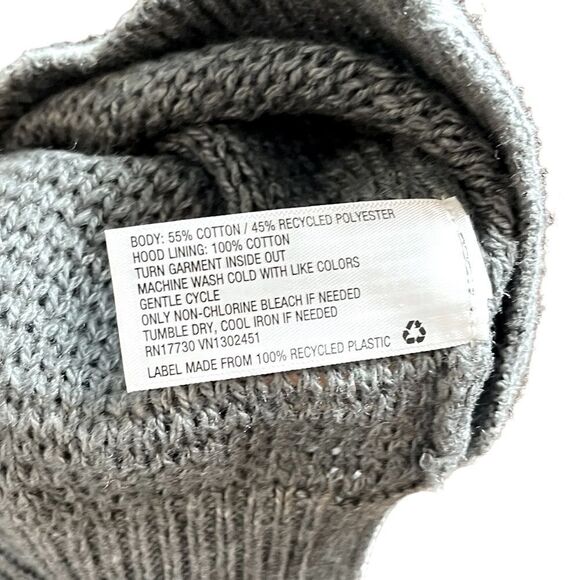 BODY: 55% COTTON / 45% RECYCLED POLYESTER
HOOD LINING: 100% COTTON
TURN GARMENT INSIDE OUT
MACHINE WASH COLD WITH LIKE COLORS
GENTLE CYCLE
ONLY NON-CHLORINE BLEACH IF NEEDED
TUMBLE DRY, COOL IRON IF NEEDED
RN17730 VN1302451
LABEL MADE FROM 100% RECYCLED PLASTIC